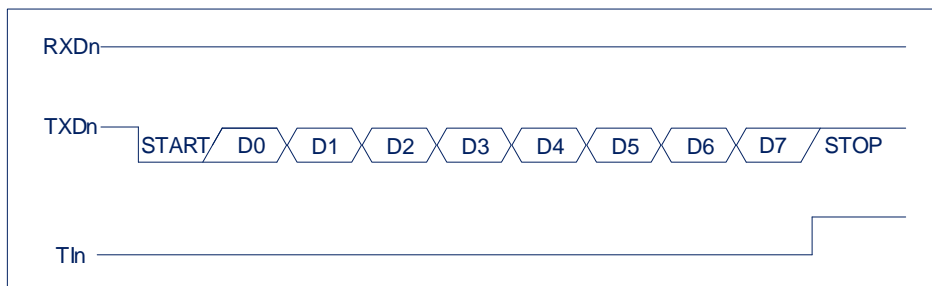 RXDn
TXDn
START D0 D1 D2 D3 D4 D5 D6 D7 STOP
TIn